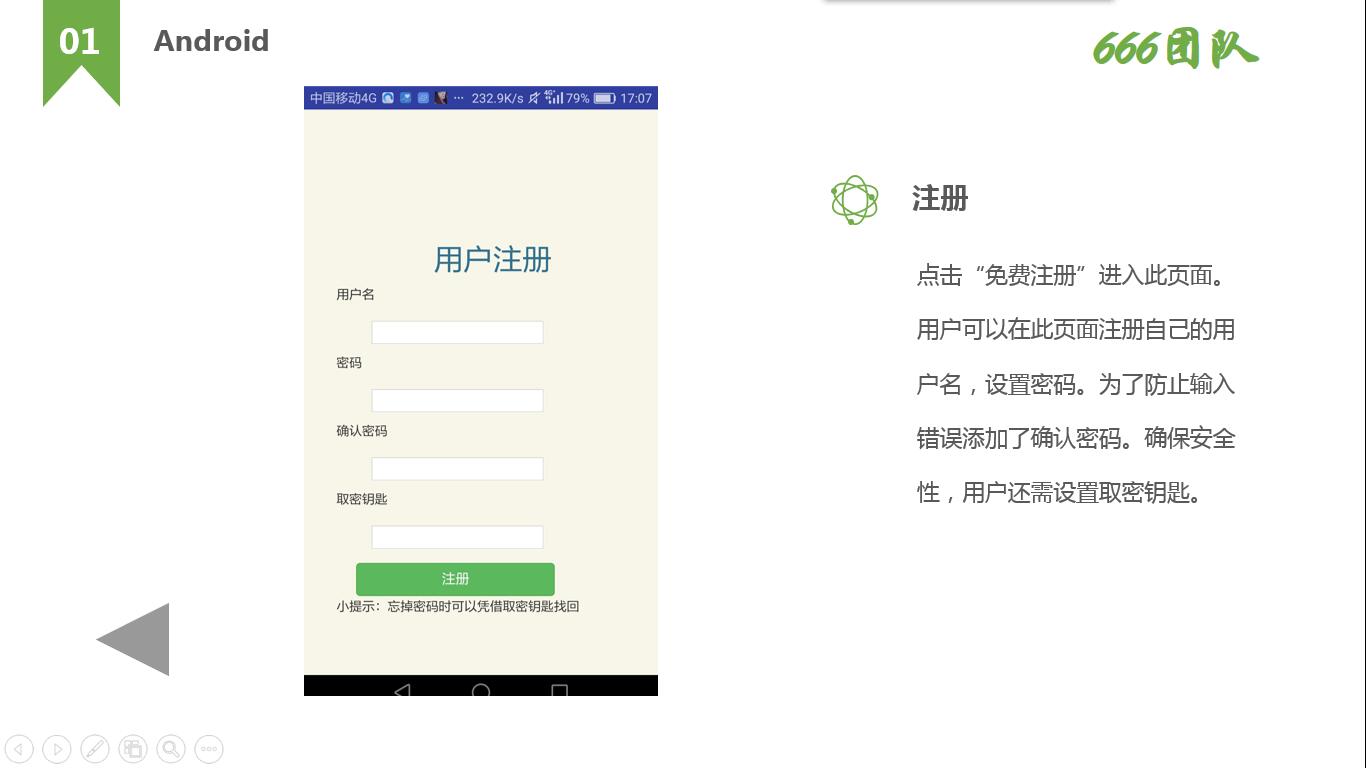 01
Android
666团队
中国移动4G ··· 232.9K/s 4G+ 79% 17:07
用户注册
用户名
密码
确认密码
取密钥匙
注册
小提示：忘掉密码时可以凭借取密钥匙找回
注册
点击“免费注册”进入此页面。
用户可以在此页面注册自己的用
户名，设置密码。为了防止输入
错误添加了确认密码。确保安全
性，用户还需设置取密钥匙。